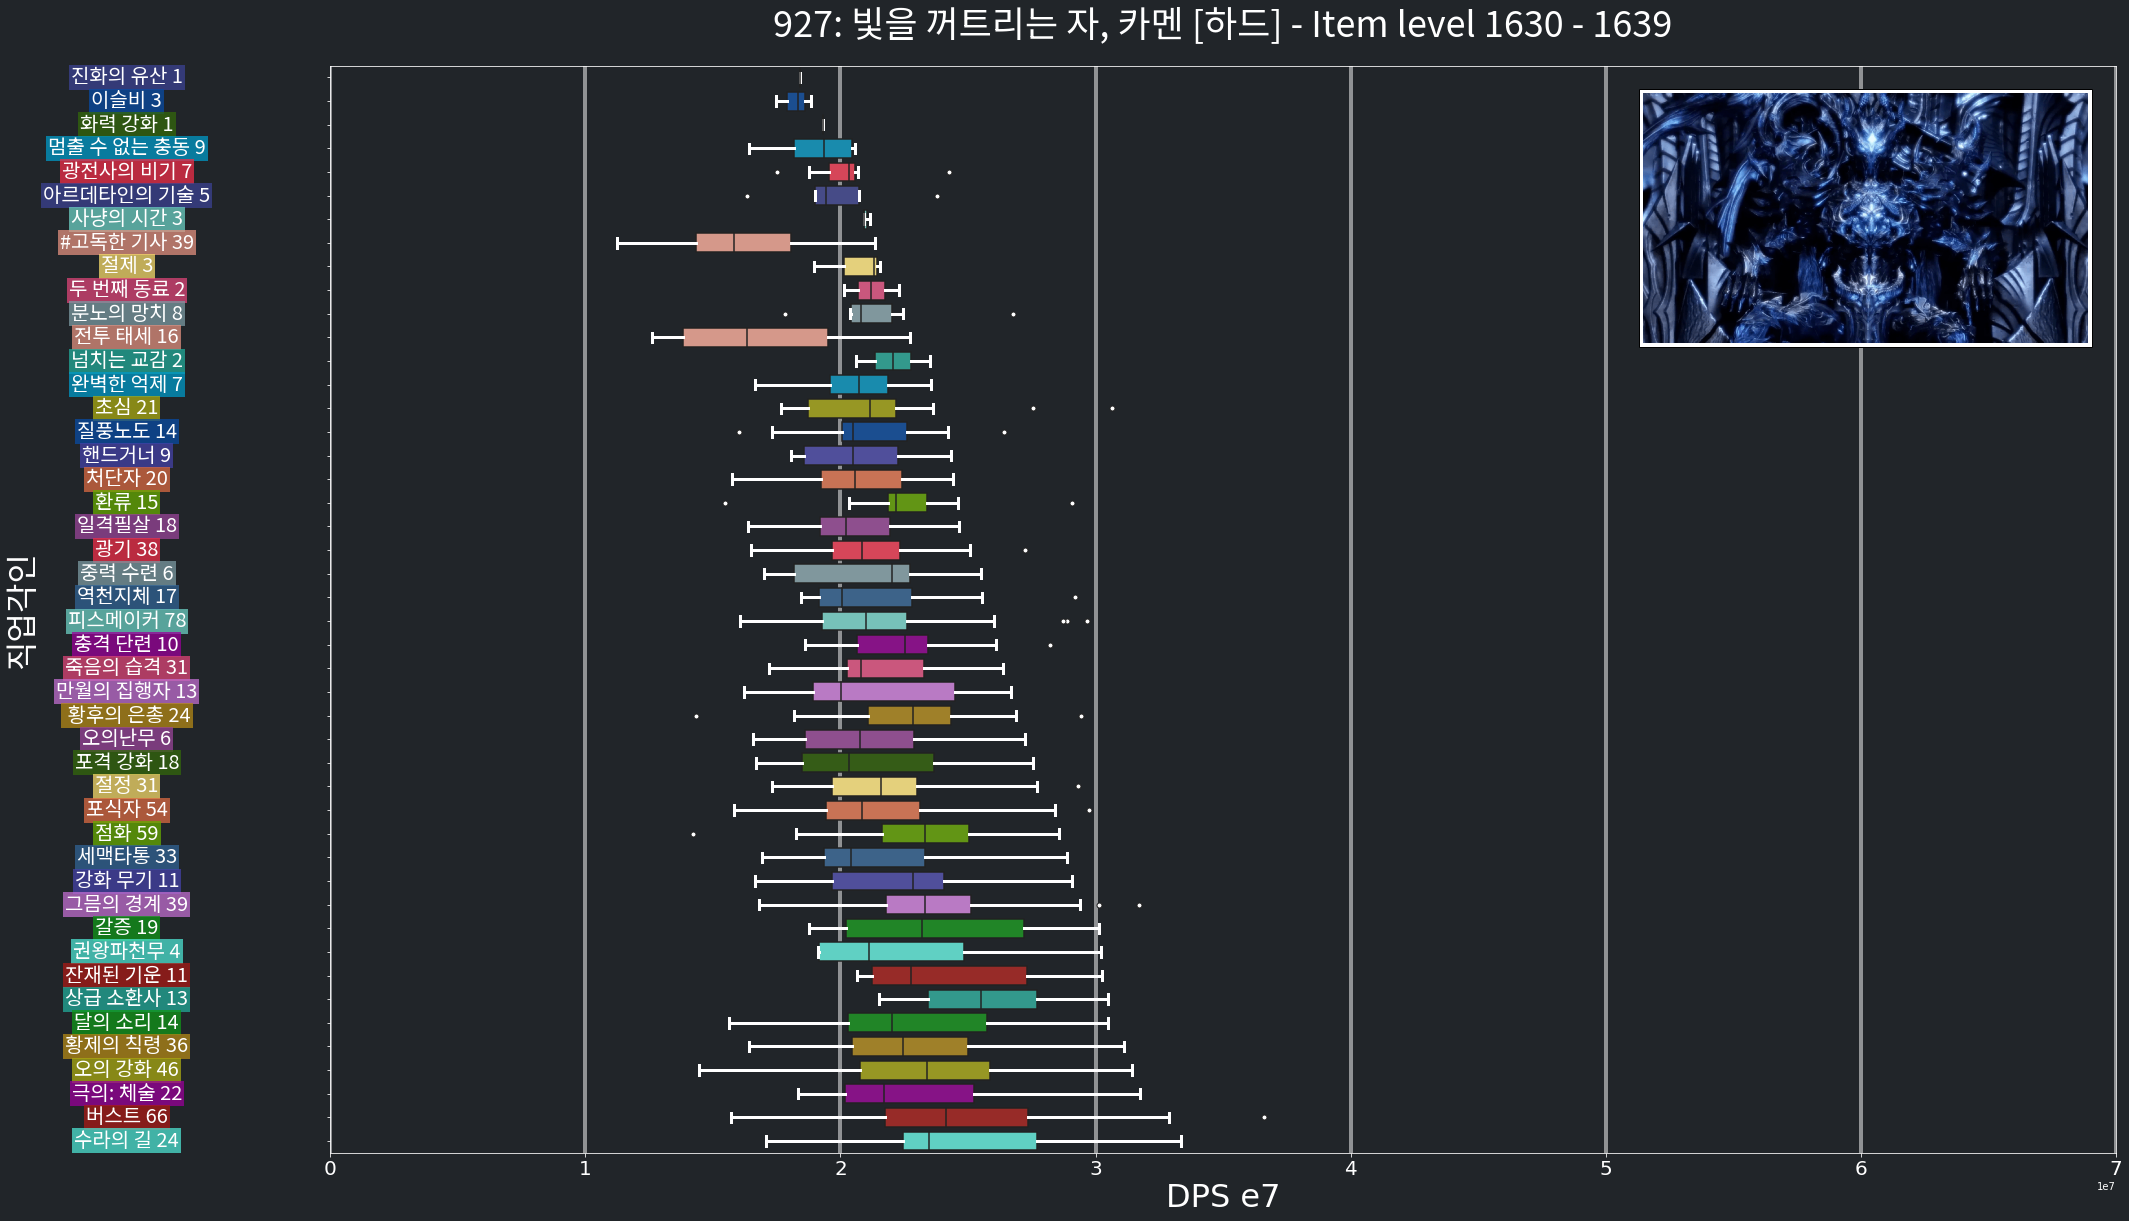 927: 빛을 꺼트리는 자, 카멘 [하드] - Item level 1630 - 1639
진화의 유산 1
이슬비 3
화력 강화 1
멈출 수 없는 충동 9
광전사의 비기 7
아르데타인의 기술 5
사냥의 시간 3
#고독한 기사 39
절제 3
두 번째 동료 2
분노의 망치 8
전투 태세 16
넘치는 교감 2
완벽한 억제 7
초심 21
질풍노도 14
핸드거너 9
처단자 20
환류 15
일격필살 18
광기 38
중력 수련 6
역천지체 17
피스메이커 78
충격 단련 10
죽음의 습격 31
만월의 집행자 13
황후의 은총 24
오의난무 6
포격 강화 18
절정 31
포식자 54
점화 59
세맥타통 33
강화 무기 11
그믐의 경계 39
갈증 19
권왕파천무 4
잔재된 기운 11
상급 소환사 13
달의 소리 14
황제의 칙령 36
오의 강화 46
극의: 체술 22
버스트 66
수라의 길 24
직업각인
0 1 2 3 4 5 6 7
1e7
DPS e7